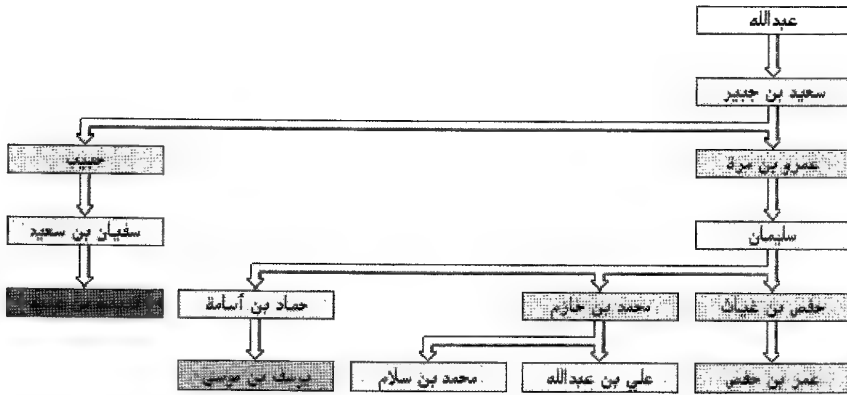 عبدالله
سعيد بن جبير
حبيب
عمرو بن مرة
سفيان بن سعيد
سليمان
حماد بن أسامة
محمد بن خازم
حفص بن غياث
يوسف بن موسى
محمد بن سلام
علي بن عبدالله
عمر بن حفص